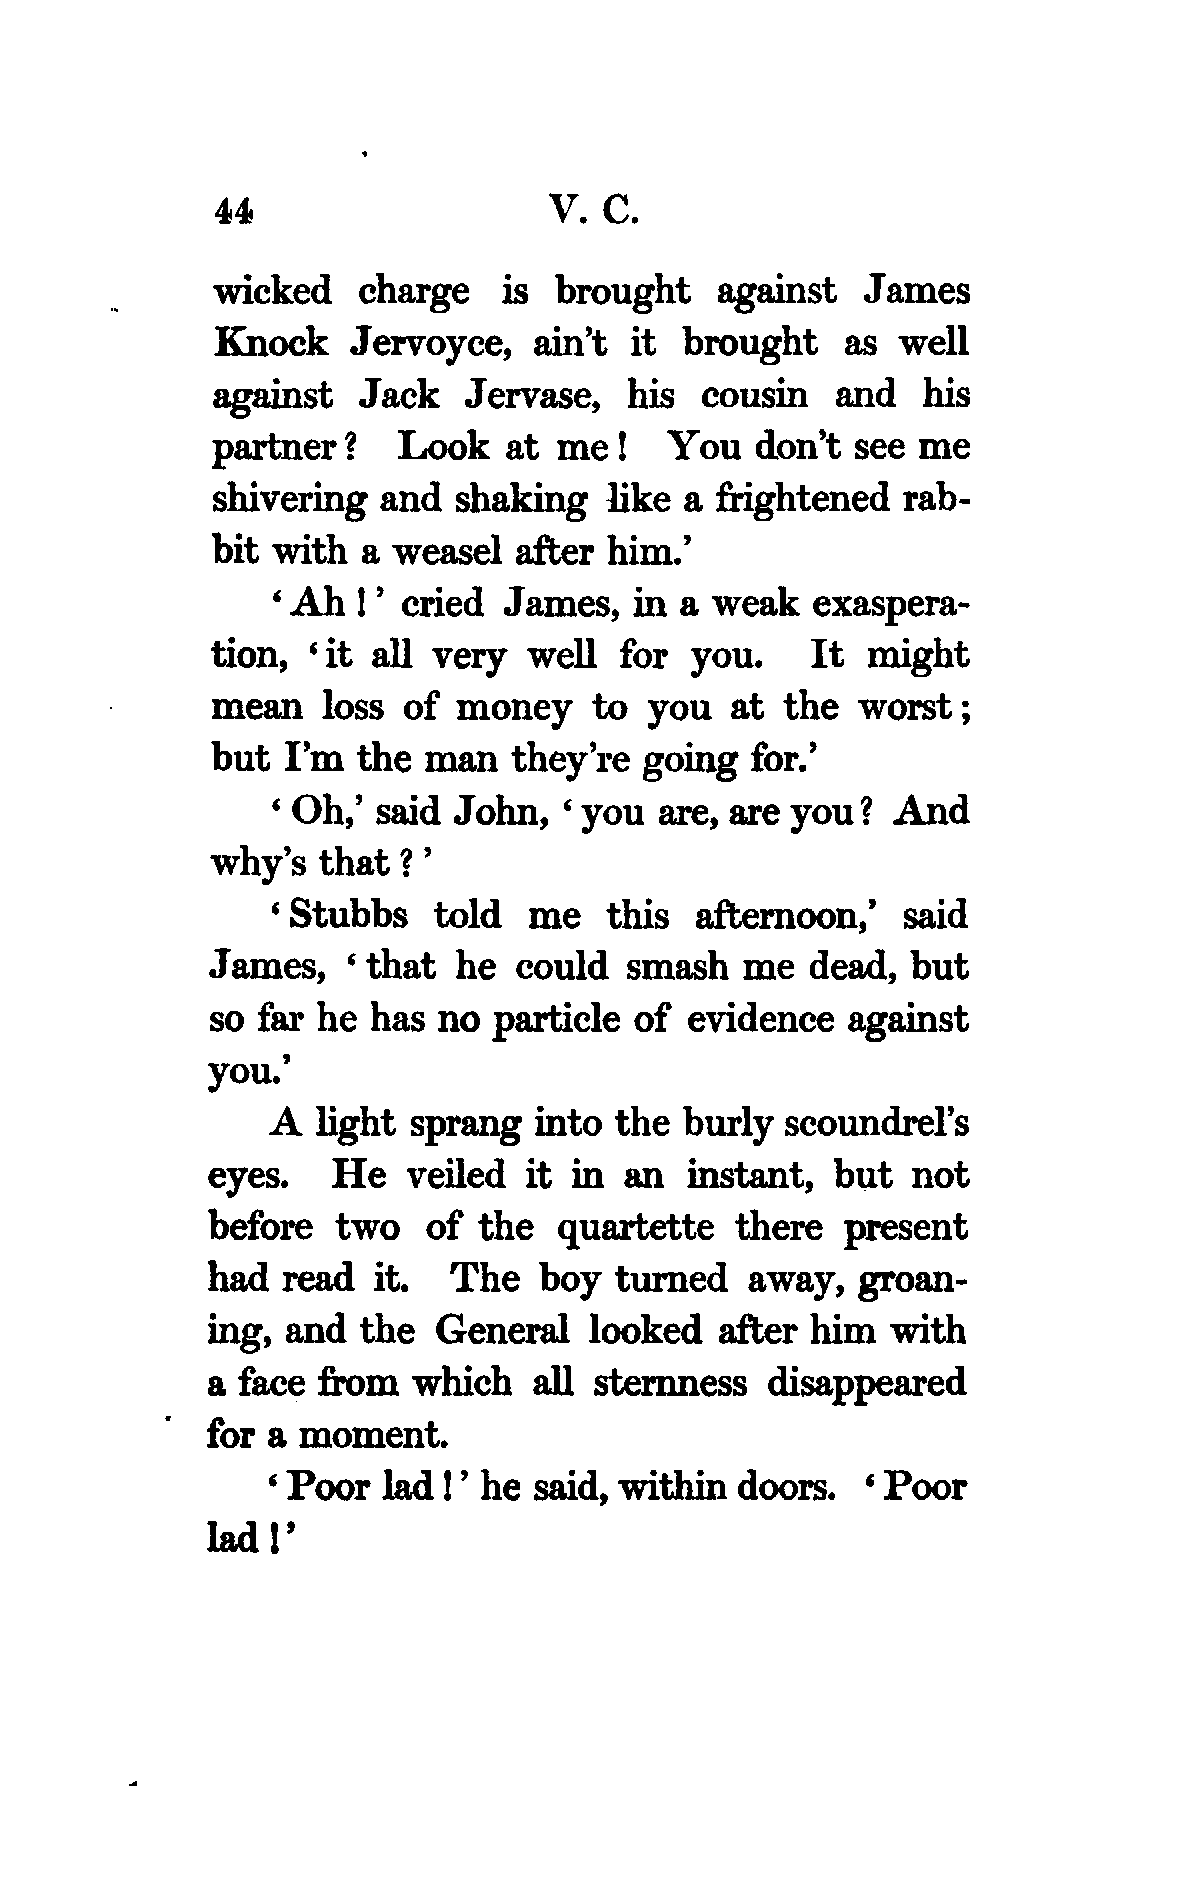 44 V. C.
wicked charge is brought against James
Knock Jervoyce, ain't it brought as well
against Jack Jervase, his cousin and his
partner? Look at me! You don't see me
shivering and shaking like a frightened rab-
bit with a weasel after him.'
'Ah!' cried James, in a weak exaspera-
tion, 'it all very well for you. It might
mean loss of money to you at the worst;
but I'm the man they're going for.'
'Oh,' said John, 'you are, are you? And
why's that?'
'Stubbs told me this afternoon,' said
James, 'that he could smash me dead, but
so far he has no particle of evidence against
you.'
A light sprang into the burly scoundrel's
eyes. He veiled it in an instant, but not
before two of the quartette there present
had read it. The boy turned away, groan-
ing, and the General looked after him with
a face from which all sternness disappeared
for a moment.
'Poor lad!' he said, within doors. 'Poor
lad!'